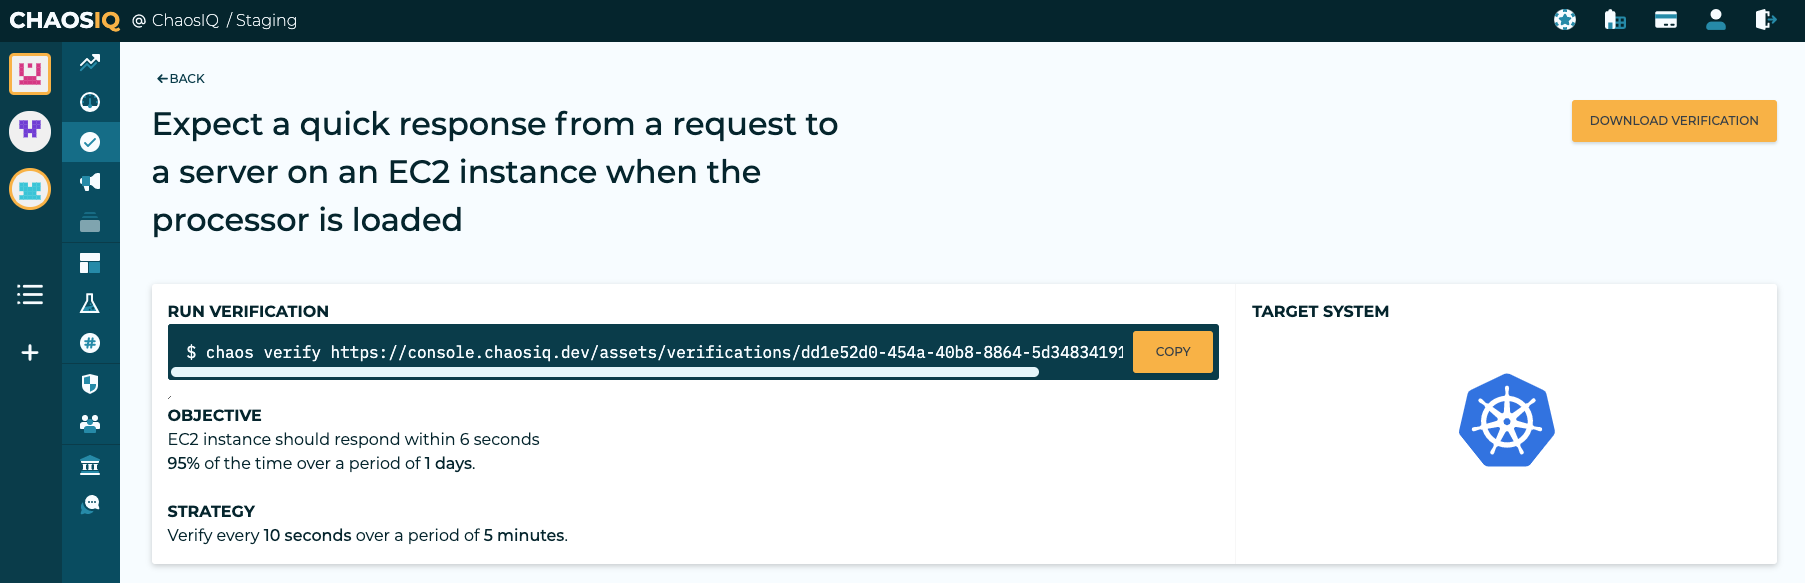 CHAOSIQ @ ChaosIQ / Staging
BACK
Expect a quick response from a request to
a server on an EC2 instance when the
processor is loaded
DOWNLOAD VERIFICATION
RUN VERIFICATION
$ chaos verify https://console.chaosiq.dev/assets/verifications/dd1e52d0-454a-40b8-8864-5d34834191
COPY
OBJECTIVE
EC2 instance should respond within 6 seconds
95% of the time over a period of 1 days.
STRATEGY
Verify every 10 seconds over a period of 5 minutes.
TARGET SYSTEM